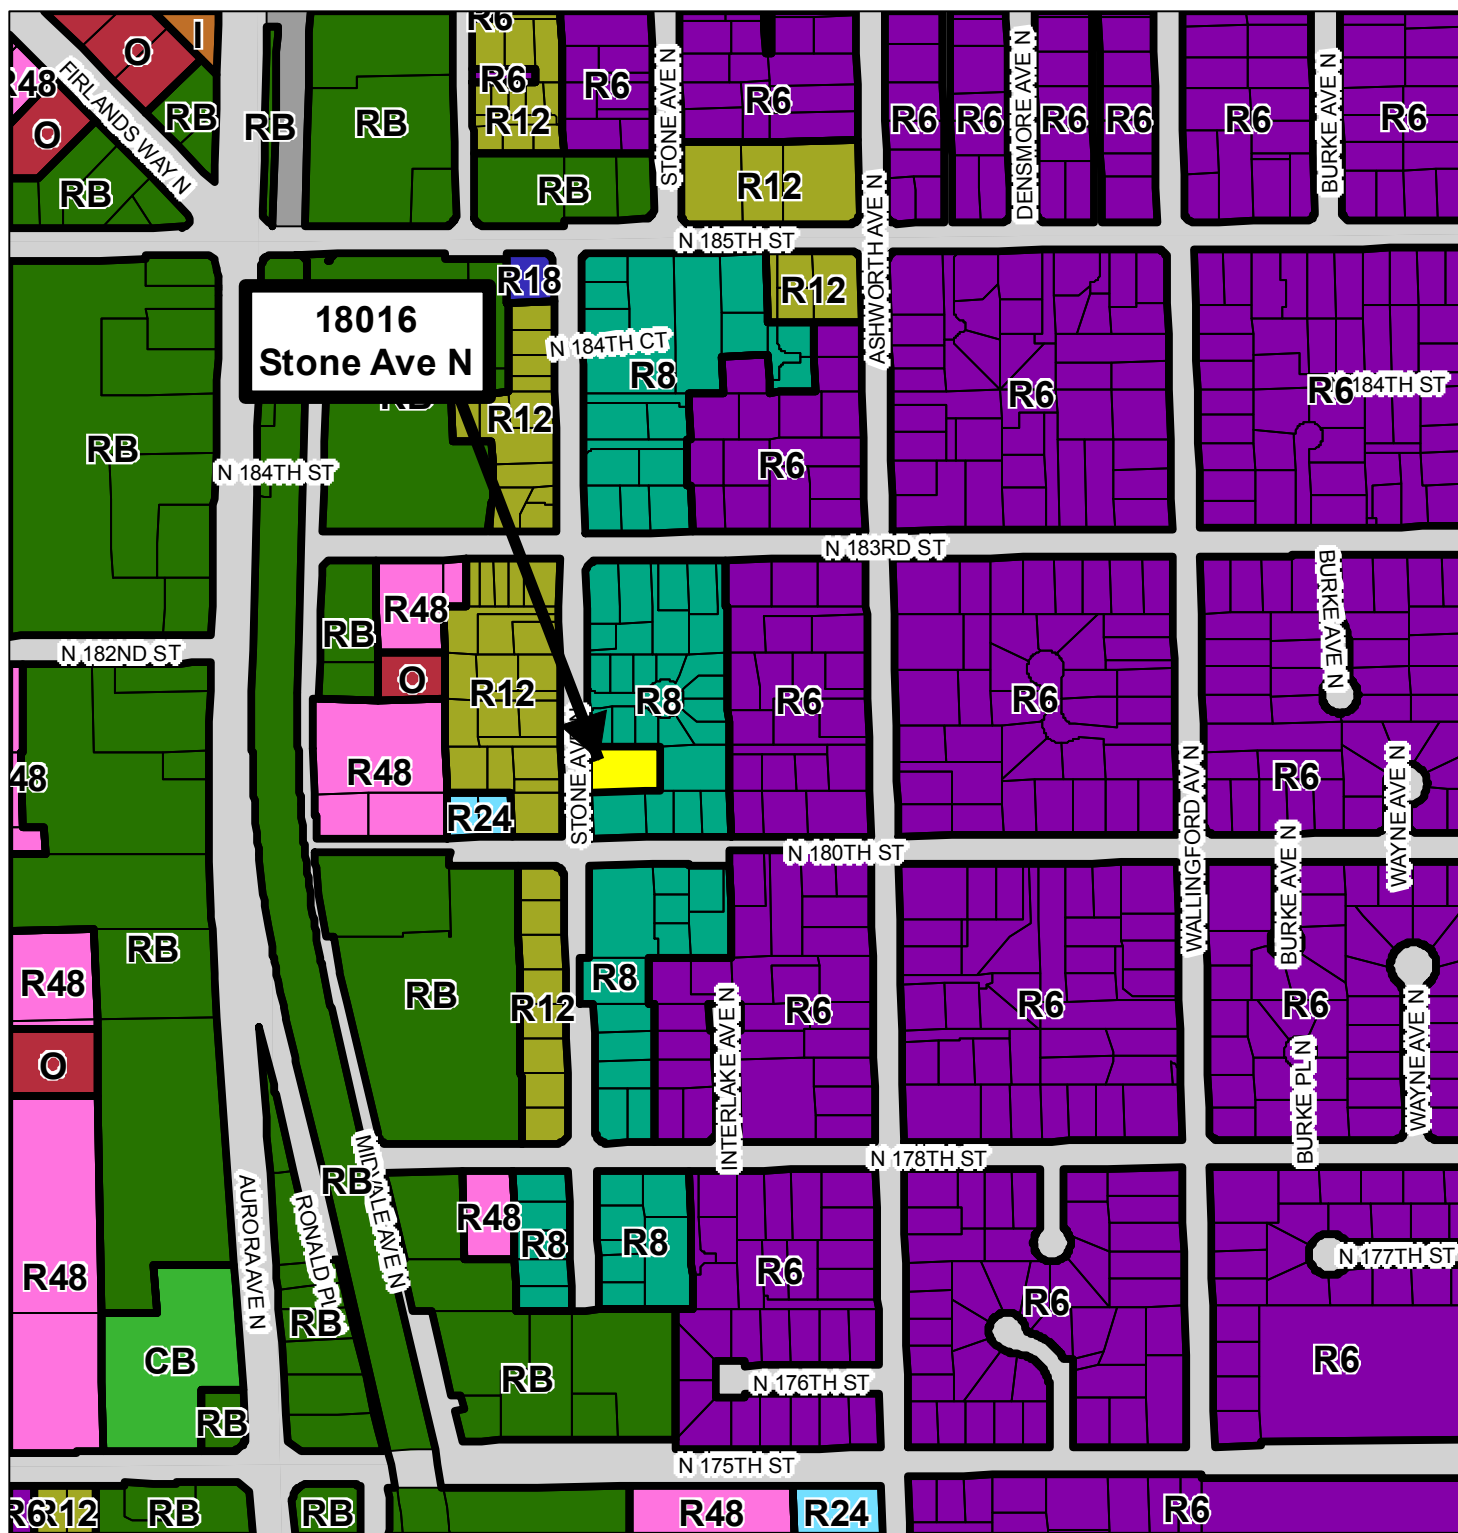 R6
I
O
R48
FIRLANDS WAY N
RB
RB
RB
R6
R12
R6
STONE AVE N
R6
R6
R6
DENSMORE AVE N
R6
R6
R6
BURKE AVE N
R6
O
RB
RB
R12
ASHWORTH AVE N
N 185TH ST
R18
R12
18016
Stone Ave N
N 184TH CT
R8
RB
R12
R6
R6
N 184TH ST
RB
N 184TH ST
R6
N 183RD ST
BURKE AVE N
R48
RB
N 182ND ST
O
R12
R8
R6
R6
BURKE AVE N
48
R48
R24
STONE AVE N
WALLINGFORD AV N
R6
WAYNE AVE N
N 180TH ST
BURKE AVE N
RB
R48
RB
R12
R8
INTERLAKE AVE N
R6
R6
R6
WAYNE AVE N
O
BURKE PL N
N 178TH ST
AURORA AVE N
RONALD PL
RB
MIDVALE AVE N
R48
R8
R8
R6
R48
N 177TH ST
R6
RB
CB
RB
N 176TH ST
R6
RB
N 175TH ST
R6
R12
RB
RB
R48
R24
R6